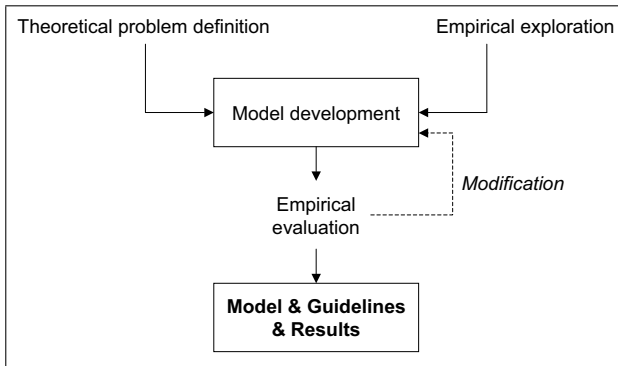 Theoretical problem definition
Empirical exploration
Model development
Modification
Empirical
evaluation
Model & Guidelines
& Results